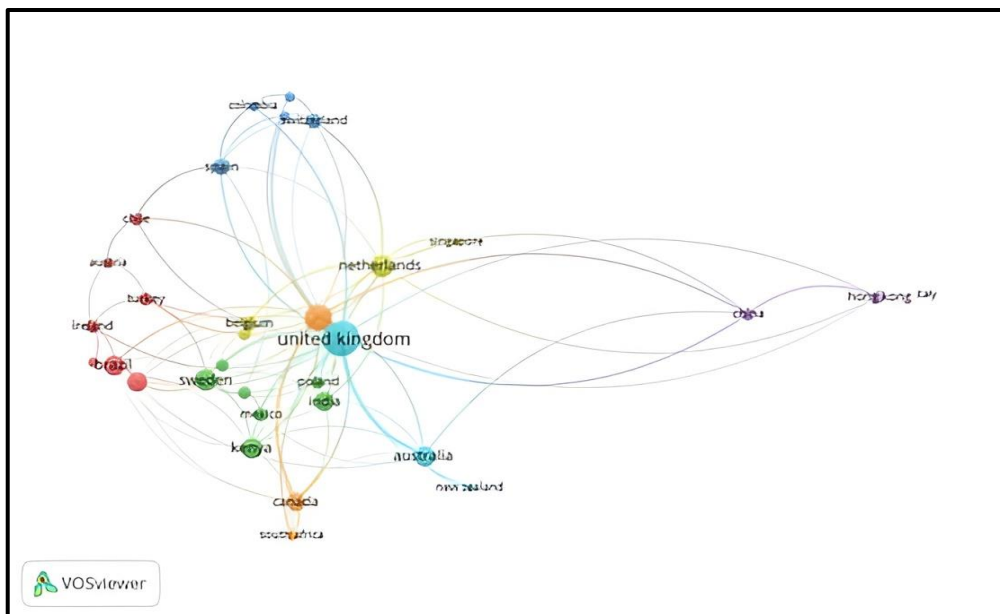 colombia
switzerland
spain
chile
singapore
netherlands
turkey
hong kong
italy
china
ireland
belgium
united kingdom
brazil
sweden
poland
india
mexico
kenya
australia
new zealand
canada
south africa
VOSviewer